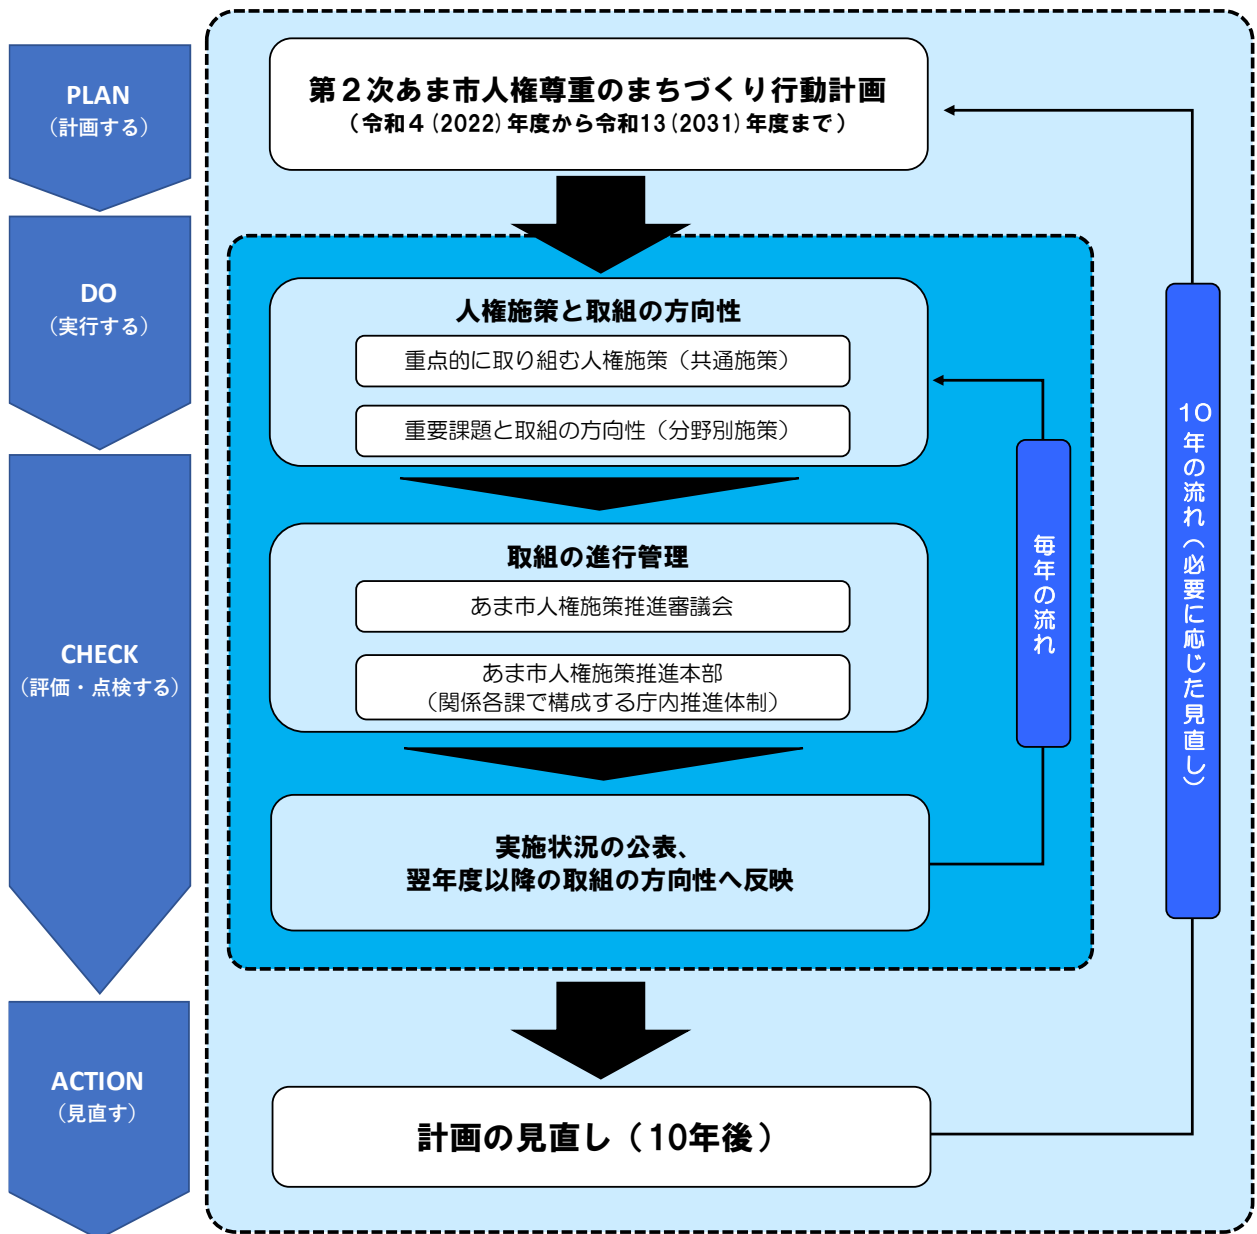 PLAN
（計画する）
第２次あま市人権尊重のまちづくり行動計画
（令和４(2022)年度から令和13(2031)年度まで）
DO
（実行する）
人権施策と取組の方向性
重点的に取り組む人権施策（共通施策）
重要課題と取組の方向性（分野別施策）
CHECK
（評価・点検する）
取組の進行管理
あま市人権施策推進審議会
あま市人権施策推進本部
（関係各課で構成する庁内推進体制）
実施状況の公表、
翌年度以降の取組の方向性へ反映
毎年の流れ
10年の流れ（必要に応じた見直し）
ACTION
（見直す）
計画の見直し（10年後）